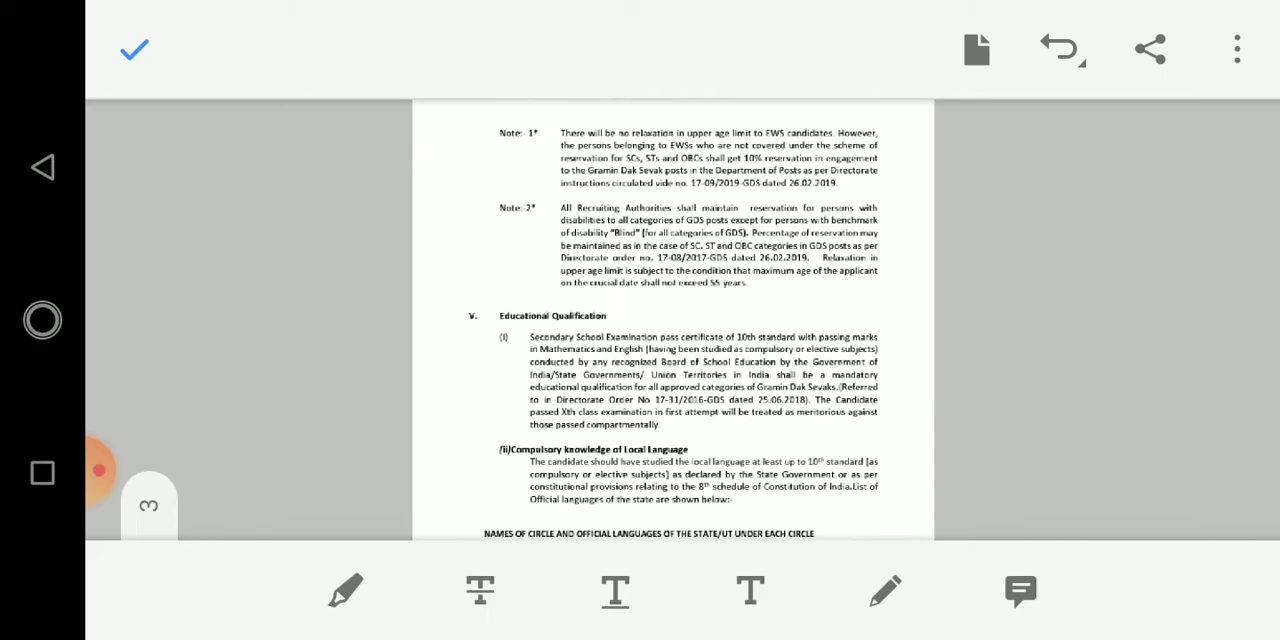 Note:- 1* There will be no relaxation in upper age limit to EWS candidates. However,
the persons belonging to EWSs who are not covered under the scheme of
reservation for SCs, STs and OBCs shall get 10% reservation in engagement
to the Gramin Dak Sevak posts in the Department of Posts as per Directorate
instructions circulated vide no. 17-09/2019-GDS dated 26.02.2019.
Note:-2* All Recruiting Authorities shall maintain reservation for persons with
disabilities to all categories of GDS posts except for persons with benchmark
of disability "Blind" (for all categories of GDS). Percentage of reservation may
be maintained as in the case of SC. ST and OBC categories in GDS posts as per
Directorate order no. 17-08/2017-GDS dated 26.02.2019. Relaxation in
upper age limit is subject to the condition that maximum age of the applicant
on the crucial date shall not exceed 55 years.
V. Educational Qualification
(i) Secondary School Examination pass certificate of 10th standard with passing marks
in Mathematics and English (having been studied as compulsory or elective subjects)
conducted by any recognized Board of School Education by the Government of
India/State Governments/ Union Territories in India shall be a mandatory
educational qualification for all approved categories of Gramin Dak Sevaks.(Referred
to in Directorate Order No 17-31/2016-GDS dated 25.06.2018). The Candidate
passed Xth class examination in first attempt will be treated as meritorious against
those passed compartmentally.
(ii)Compulsory knowledge of Local Language
The candidate should have studied the local language at least up to 10th standard [as
compulsory or elective subjects] as declared by the State Government or as per
constitutional provisions relating to the 8th schedule of Constitution of India.List of
Official languages of the state are shown below:-
3
NAMES OF CIRCLE AND OFFICIAL LANGUAGES OF THE STATE/UT UNDER EACH CIRCLE